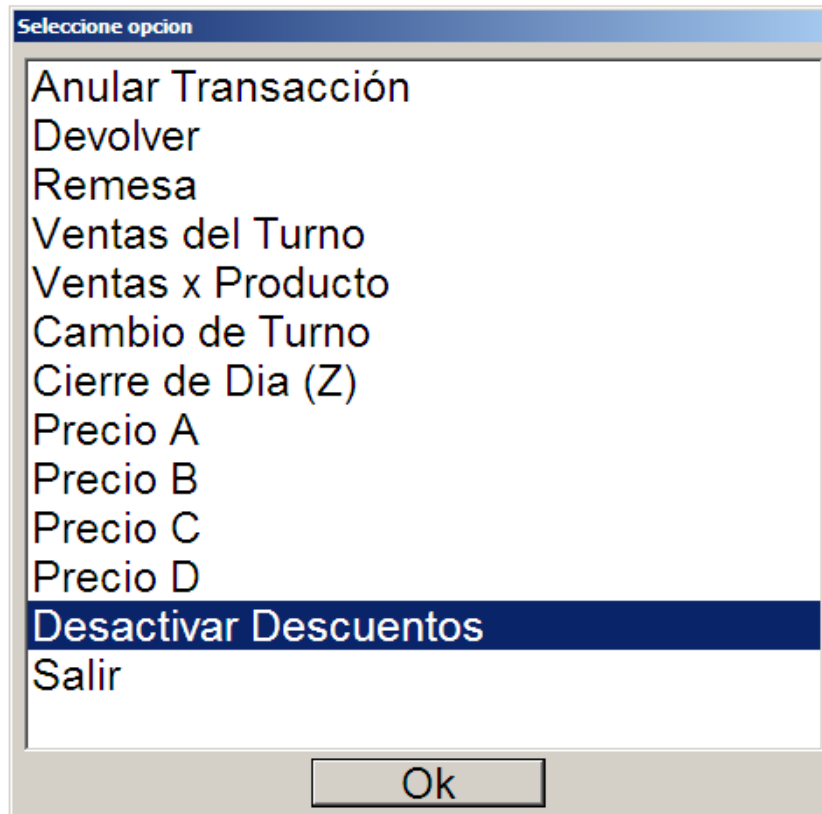 Seleccione opcion
Anular Transacción
Devolver
Remesa
Ventas del Turno
Ventas x Producto
Cambio de Turno
Cierre de Dia (Z)
Precio A
Precio B
Precio C
Precio D
Desactivar Descuentos
Salir
Ok